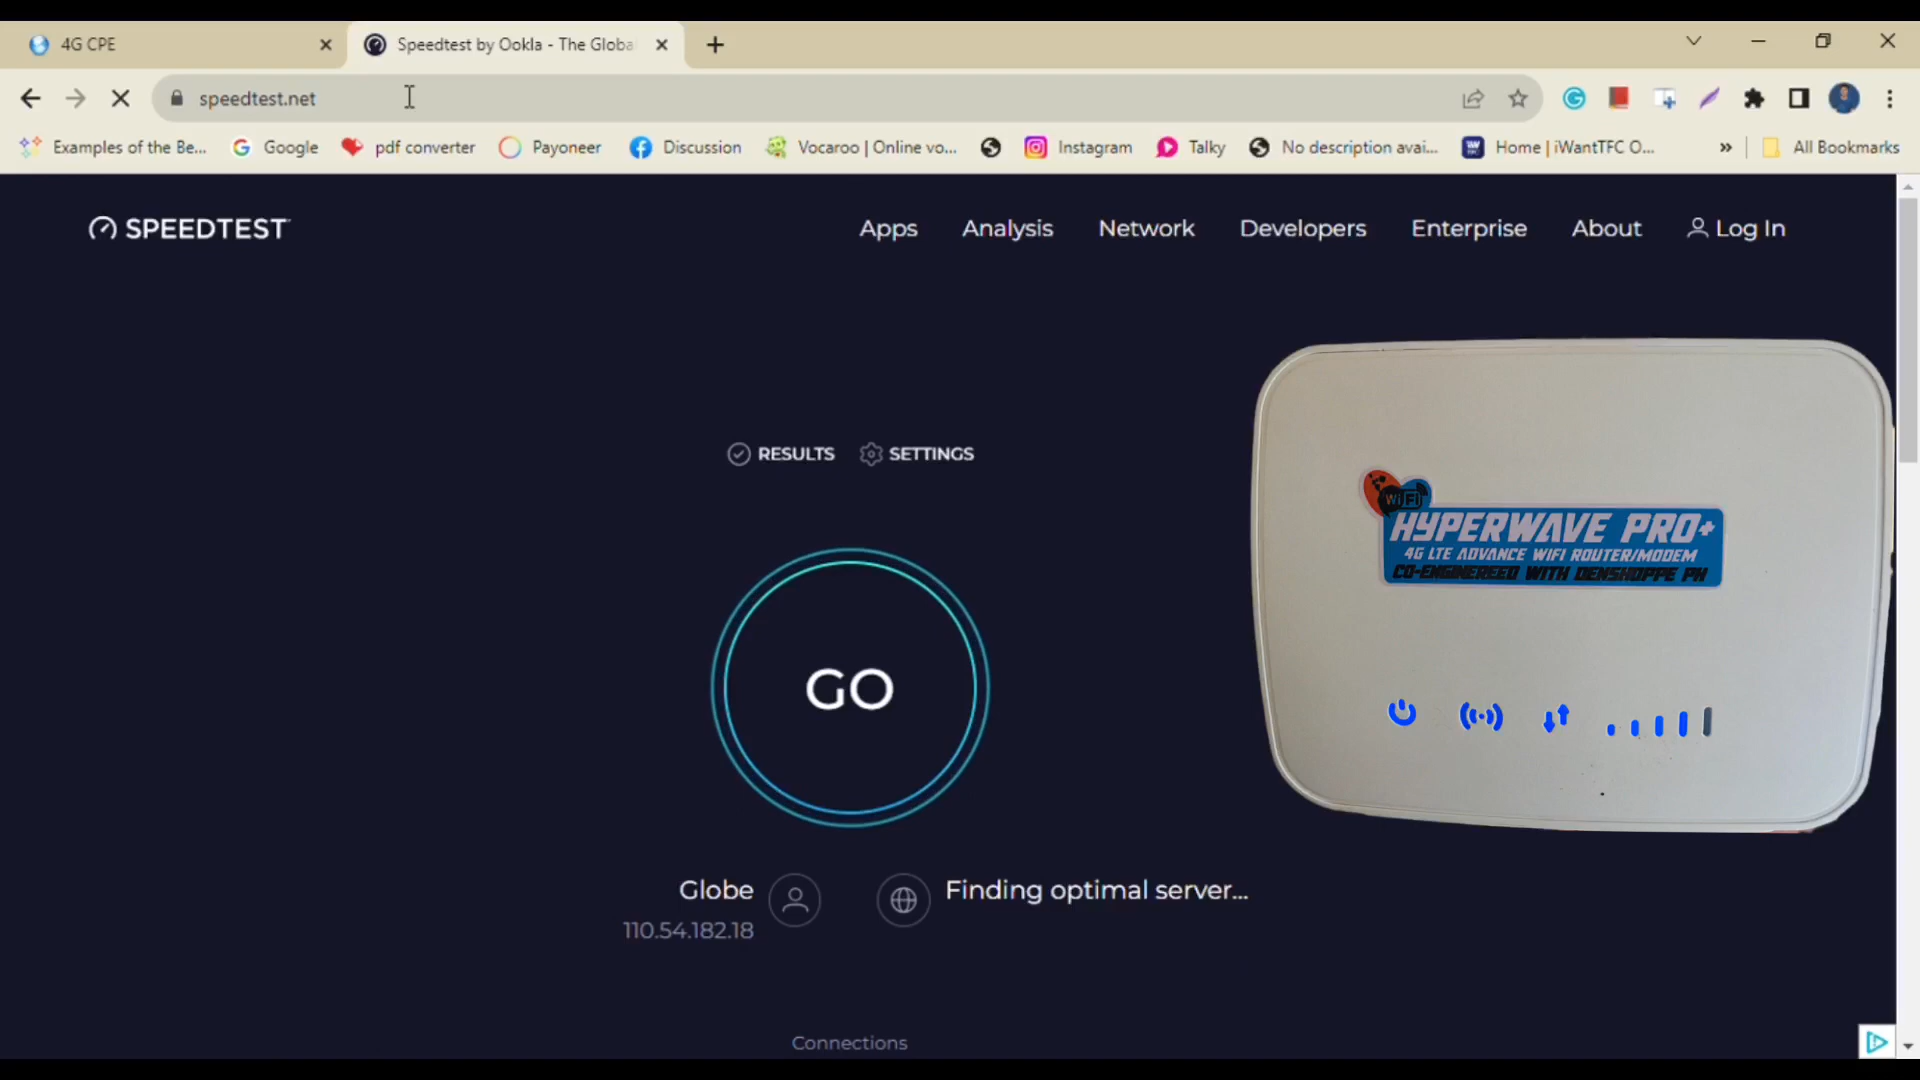 4G CPE
Speedtest by Ookla - The Globa
speedtest.net
Examples of the Be...
Google
pdf converter
Payoneer
Discussion
Vocaroo | Online vo...
Instagram
Talky
No description avai...
Home | iWantTFC O...
»
All Bookmarks
SPEEDTEST
Apps
Analysis
Network
Developers
Enterprise
About
Log In
RESULTS
SETTINGS
WiFi
HYPERWAVE PRO+
4G LTE ADVANCE WIFI ROUTER/MODEM
CO-ENGINEREED WITH DENSHOPPE PH
GO
Globe
110.54.182.18
Finding optimal server...
Connections